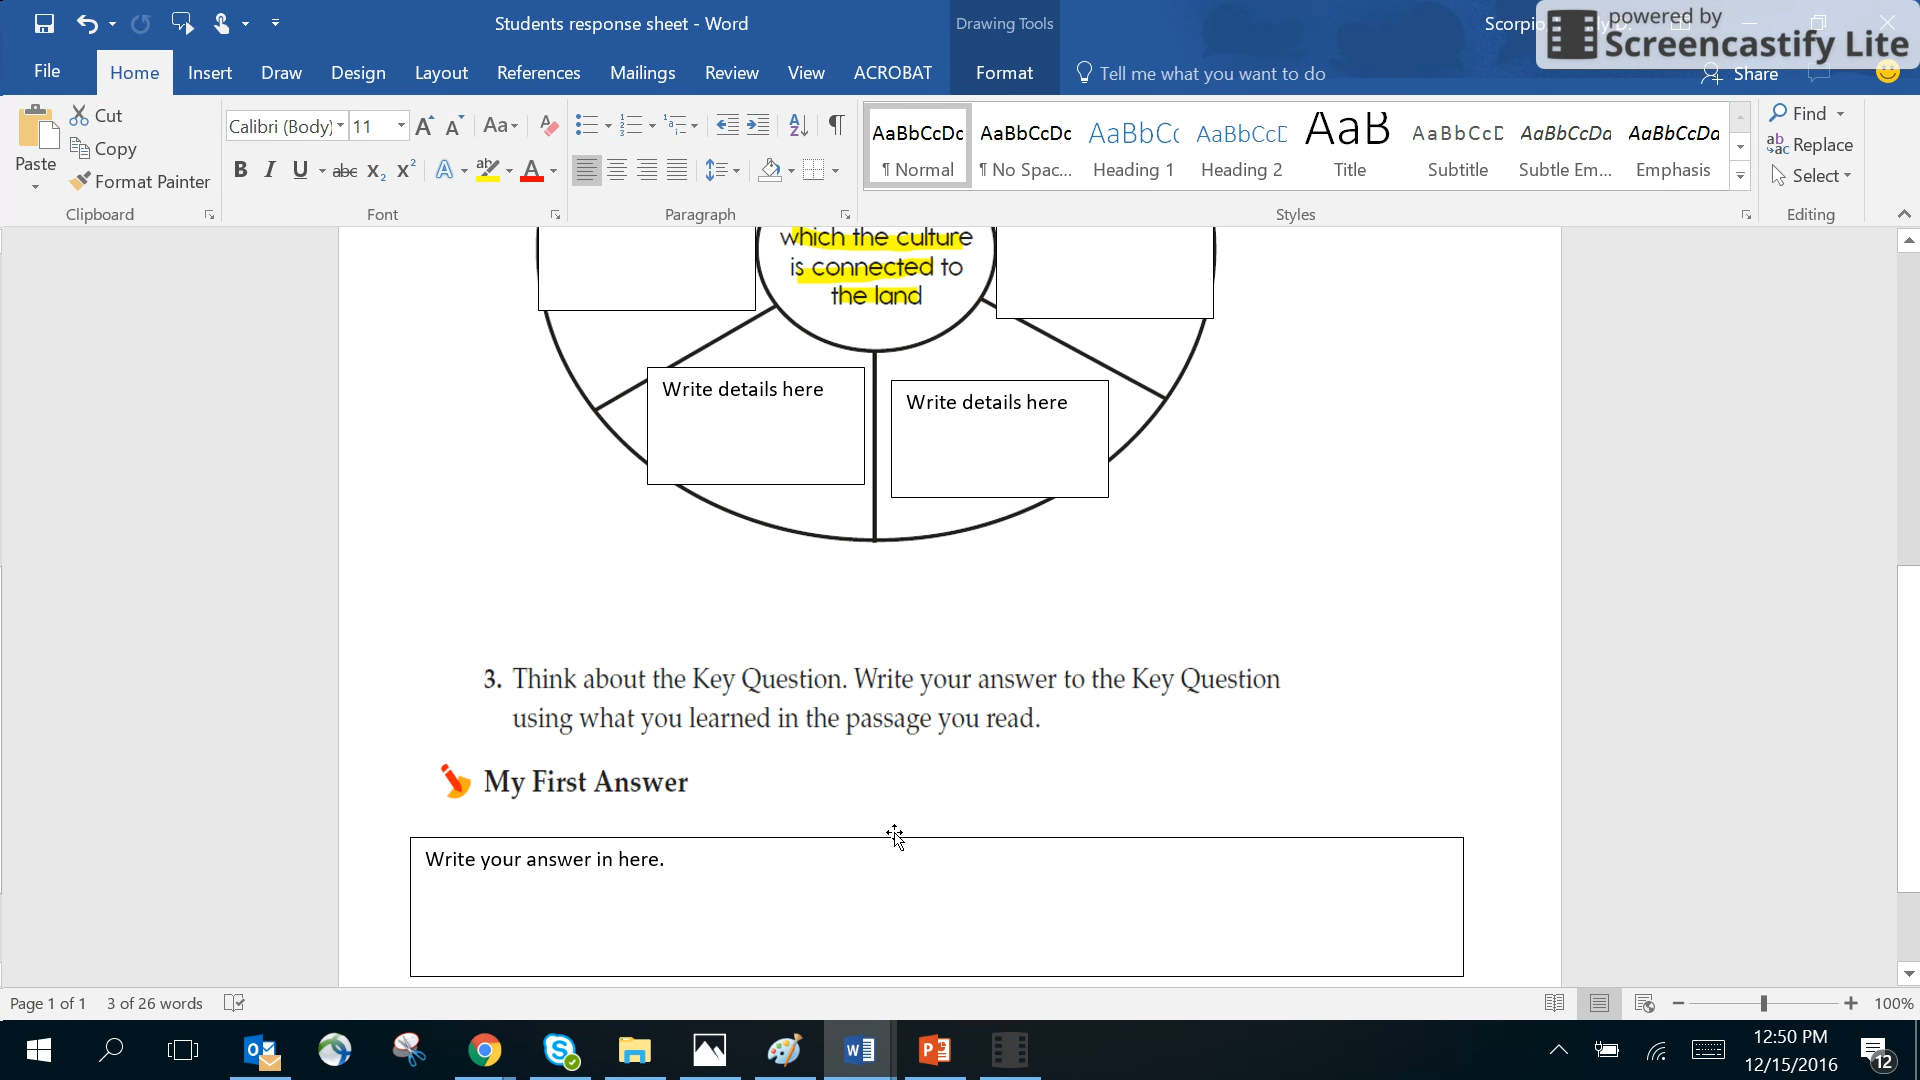 Students response sheet - Word
Drawing Tools
Scorpio
powered by
Screencastify Lite
File
Home
Insert
Draw
Design
Layout
References
Mailings
Review
View
ACROBAT
Format
Tell me what you want to do
Share
Paste
Cut
Copy
Format Painter
Clipboard
Calibri (Body)
11
Font
Paragraph
AaBbCcDc
¶ Normal
AaBbCcDc
¶ No Spac...
AaBbCc
Heading 1
AaBbCcE
Heading 2
AaB
Title
AaBbCcD
Subtitle
AaBbCcDa
Subtle Em...
AaBbCcDa
Emphasis
Styles
Find
Replace
Select
Editing
which the culture
is connected to
the land
Write details here
Write details here
3. Think about the Key Question. Write your answer to the Key Question
using what you learned in the passage you read.
My First Answer
Write your answer in here.
Page 1 of 1
3 of 26 words
100%
12:50 PM
12/15/2016
12